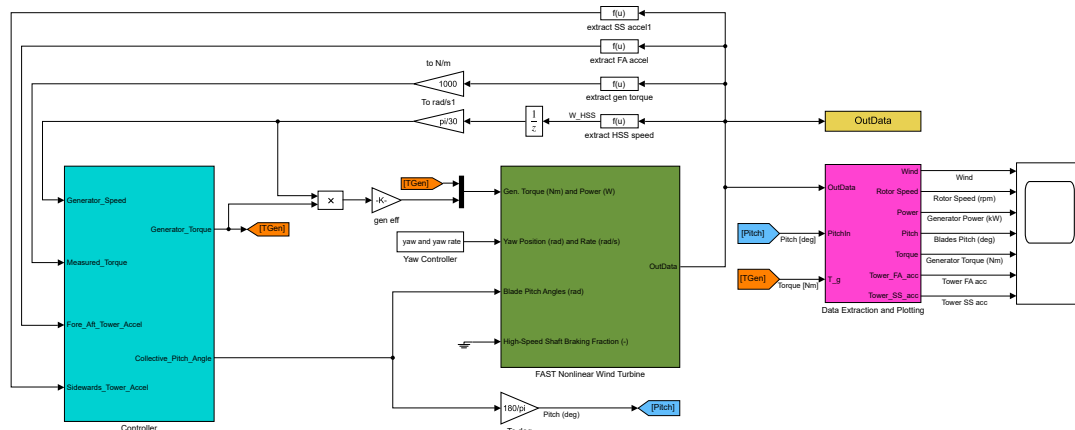 f(u)
extract SS accel1
f(u)
extract FA accel
to N/m
1000
f(u)
extract gen torque
To rad/s1
pi/30
1
z
W_HSS
f(u)
extract HSS speed
OutData
Generator_Speed
Generator_Torque
Measured_Torque
Fore_Aft_Tower_Accel
Collective_Pitch_Angle
Sidewards_Tower_Accel
Controller
[TGen]
×
-K-
gen eff
[TGen]
yaw and yaw rate
Yaw Controller
Gen. Torque (Nm) and Power (W)
Yaw Position (rad) and Rate (rad/s)
OutData
Blade Pitch Angles (rad)
High-Speed Shaft Braking Fraction (-)
FAST Nonlinear Wind Turbine
180/pi
Pitch (deg)
[Pitch]
[Pitch]
Pitch [deg]
[TGen]
Torque [Nm]
OutData
PitchIn
T_g
Wind
Rotor Speed
Power
Pitch
Torque
Tower_FA_acc
Tower_SS_acc
Data Extraction and Plotting
Wind
Rotor Speed (rpm)
Generator Power (kW)
Blades Pitch (deg)
Generator Torque (Nm)
Tower FA acc
Tower SS acc